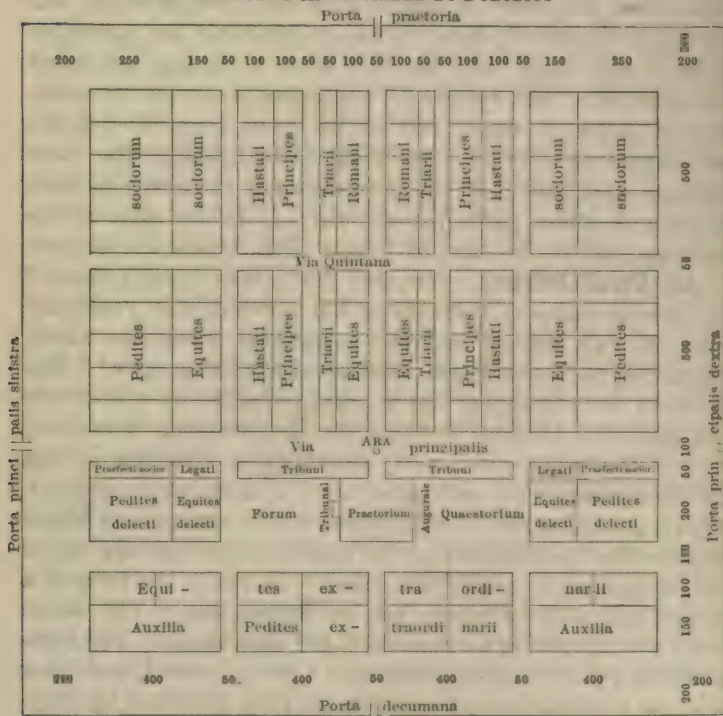 Porta praetoria
200 250 150 50 100 100 50 50 100 50 100 50 50 100 100 50 150 250 200
sociorum sociorum Hastati Principes Triarii Romani Romani Triarii Principes Hastati sociorum sociorum 500
Via Quintana 50
Pedites Equites Hastati Principes Triarii Equites Equites Triarii Principes Hastati Equites Pedites 500
Porta princi palis sinistra
Porta prin cipalis dextra
Via ARA principalis 100
Praefecti socior. Legati Tribuni Tribuni Legati Praefecti socior. 50
Pedites delecti Equites delecti Forum Tribunal Praetorium Augurale Quaestorium Equites delecti Pedites delecti 200
Equi - tes ex - tra ordi - narii 100
Auxilia Pedites ex - traordi narii Auxilia 150
400 50 400 50 400 50 400 200 200
Porta decumana